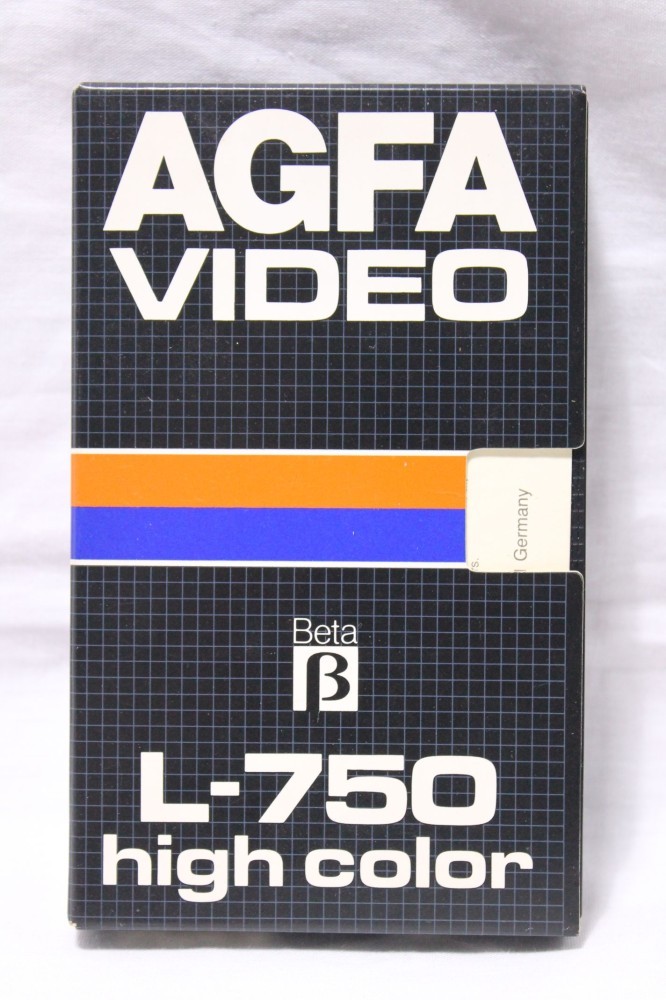 AGFA
VIDEO
s.
Germany
Beta
β
L-750
high color